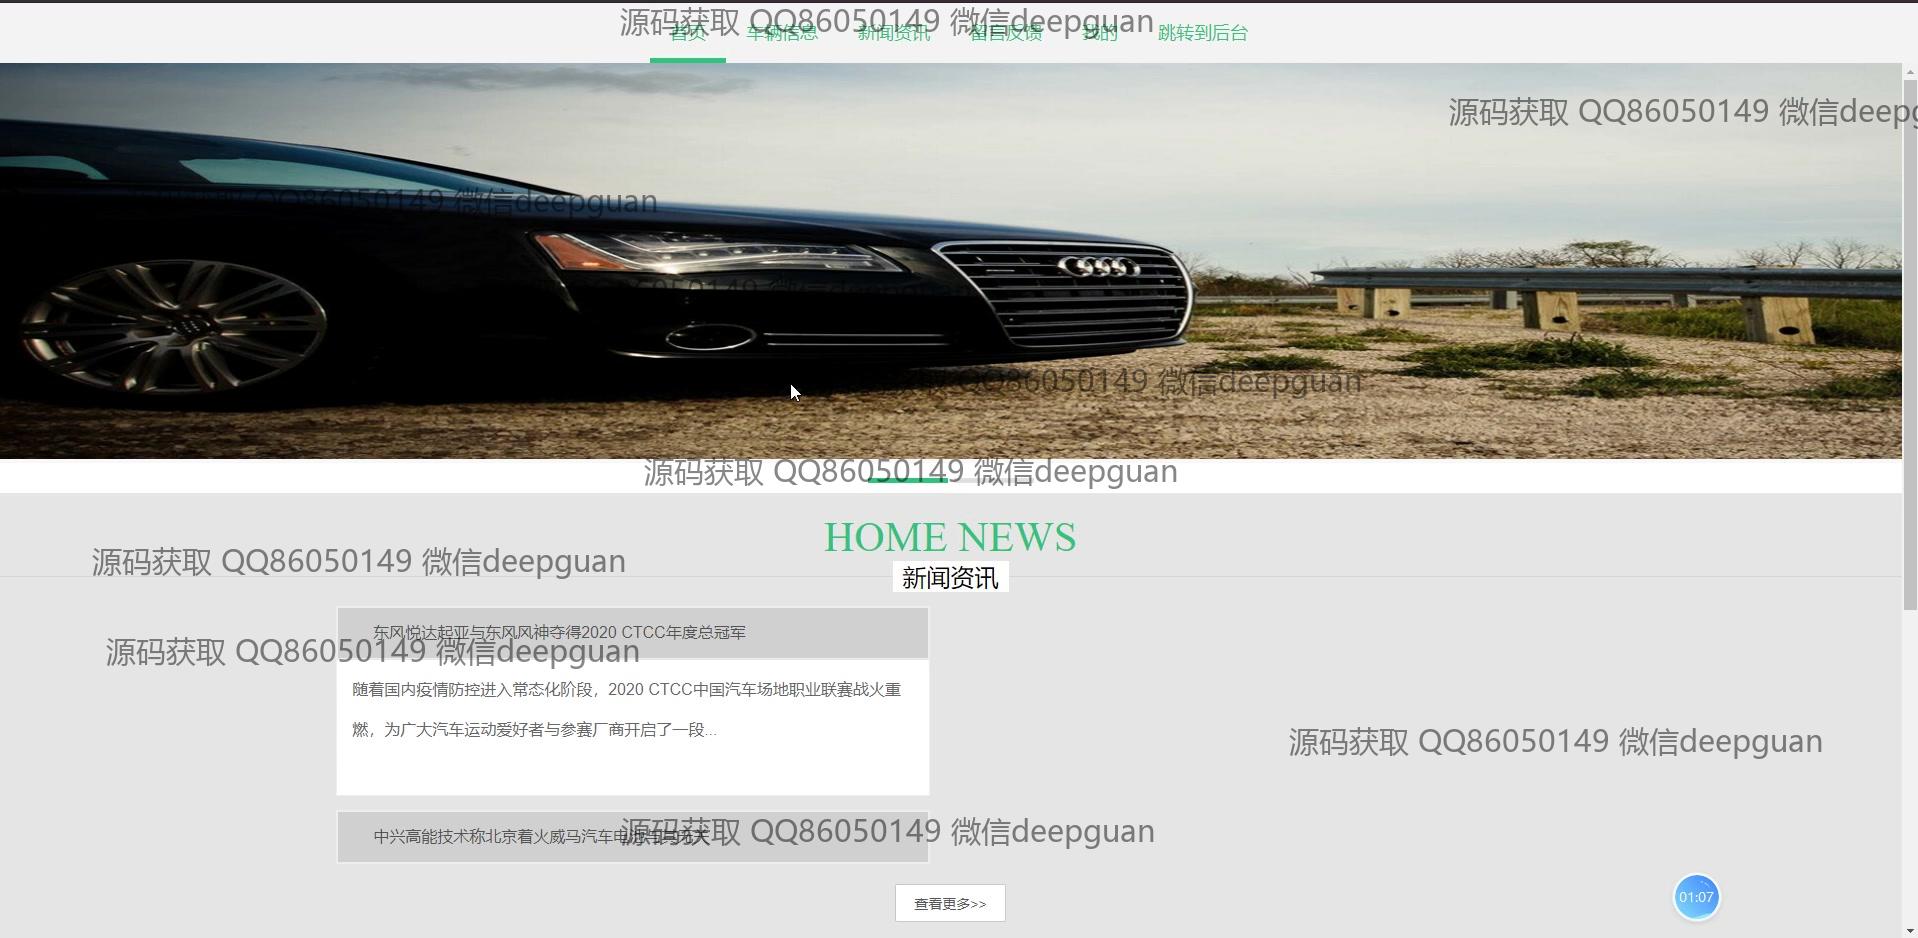 源码获取 QQ86050149 微信deepguan
首页 车辆信息 新闻资讯 留言反馈 我的 跳转到后台
源码获取 QQ86050149 微信deepg
QQ86050149 微信deepguan
QQ86050149 微信deepguan
源码获取 QQ86050149 微信deepguan
HOME NEWS
源码获取 QQ86050149 微信deepguan
新闻资讯
东风悦达起亚与东风风神夺得2020 CTCC年度总冠军
源码获取 QQ86050149 微信deepguan
随着国内疫情防控进入常态化阶段，2020 CTCC中国汽车场地职业联赛战火重
燃，为广大汽车运动爱好者与参赛厂商开启了一段...
源码获取 QQ86050149 微信deepguan
中兴高能技术称北京着火威马汽车电池与其无关
源码获取 QQ86050149 微信deepguan
查看更多>>
01:07